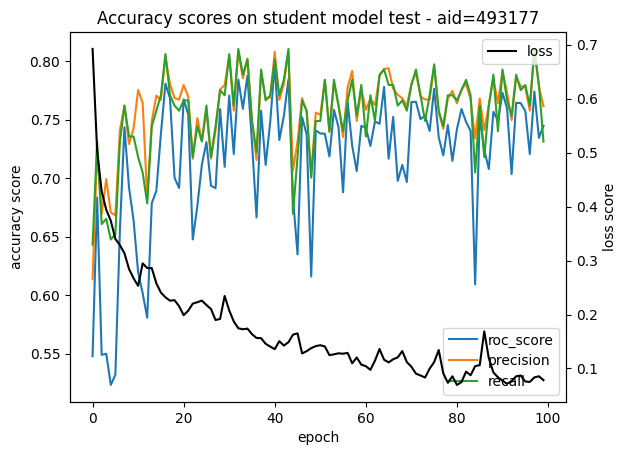 Accuracy scores on student model test - aid=493177
0.80
0.75
0.70
0.65
0.60
0.55
accuracy score
0
20
40
60
80
100
epoch
0.7
0.6
0.5
0.4
0.3
0.2
0.1
loss score
loss
roc_score
precision
recall